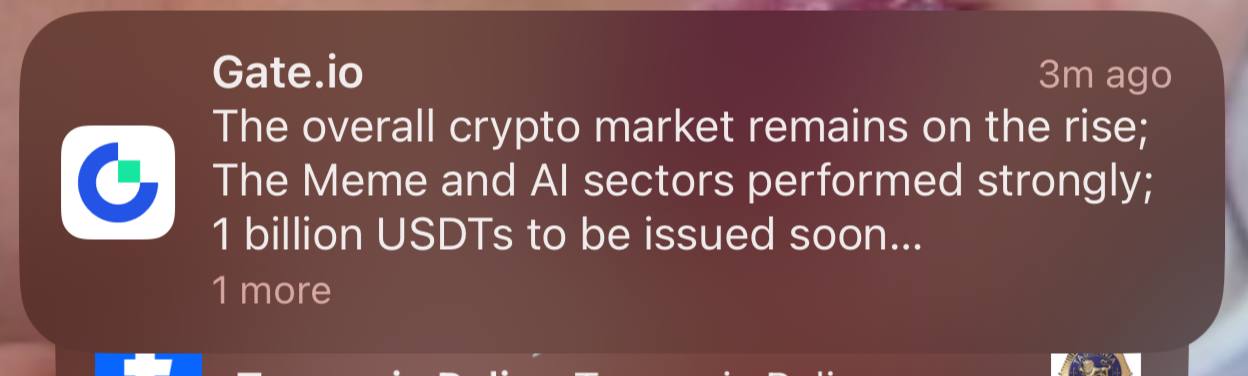 Gate.io
3m ago
The overall crypto market remains on the rise;
The Meme and AI sectors performed strongly;
1 billion USDTs to be issued soon...
1 more